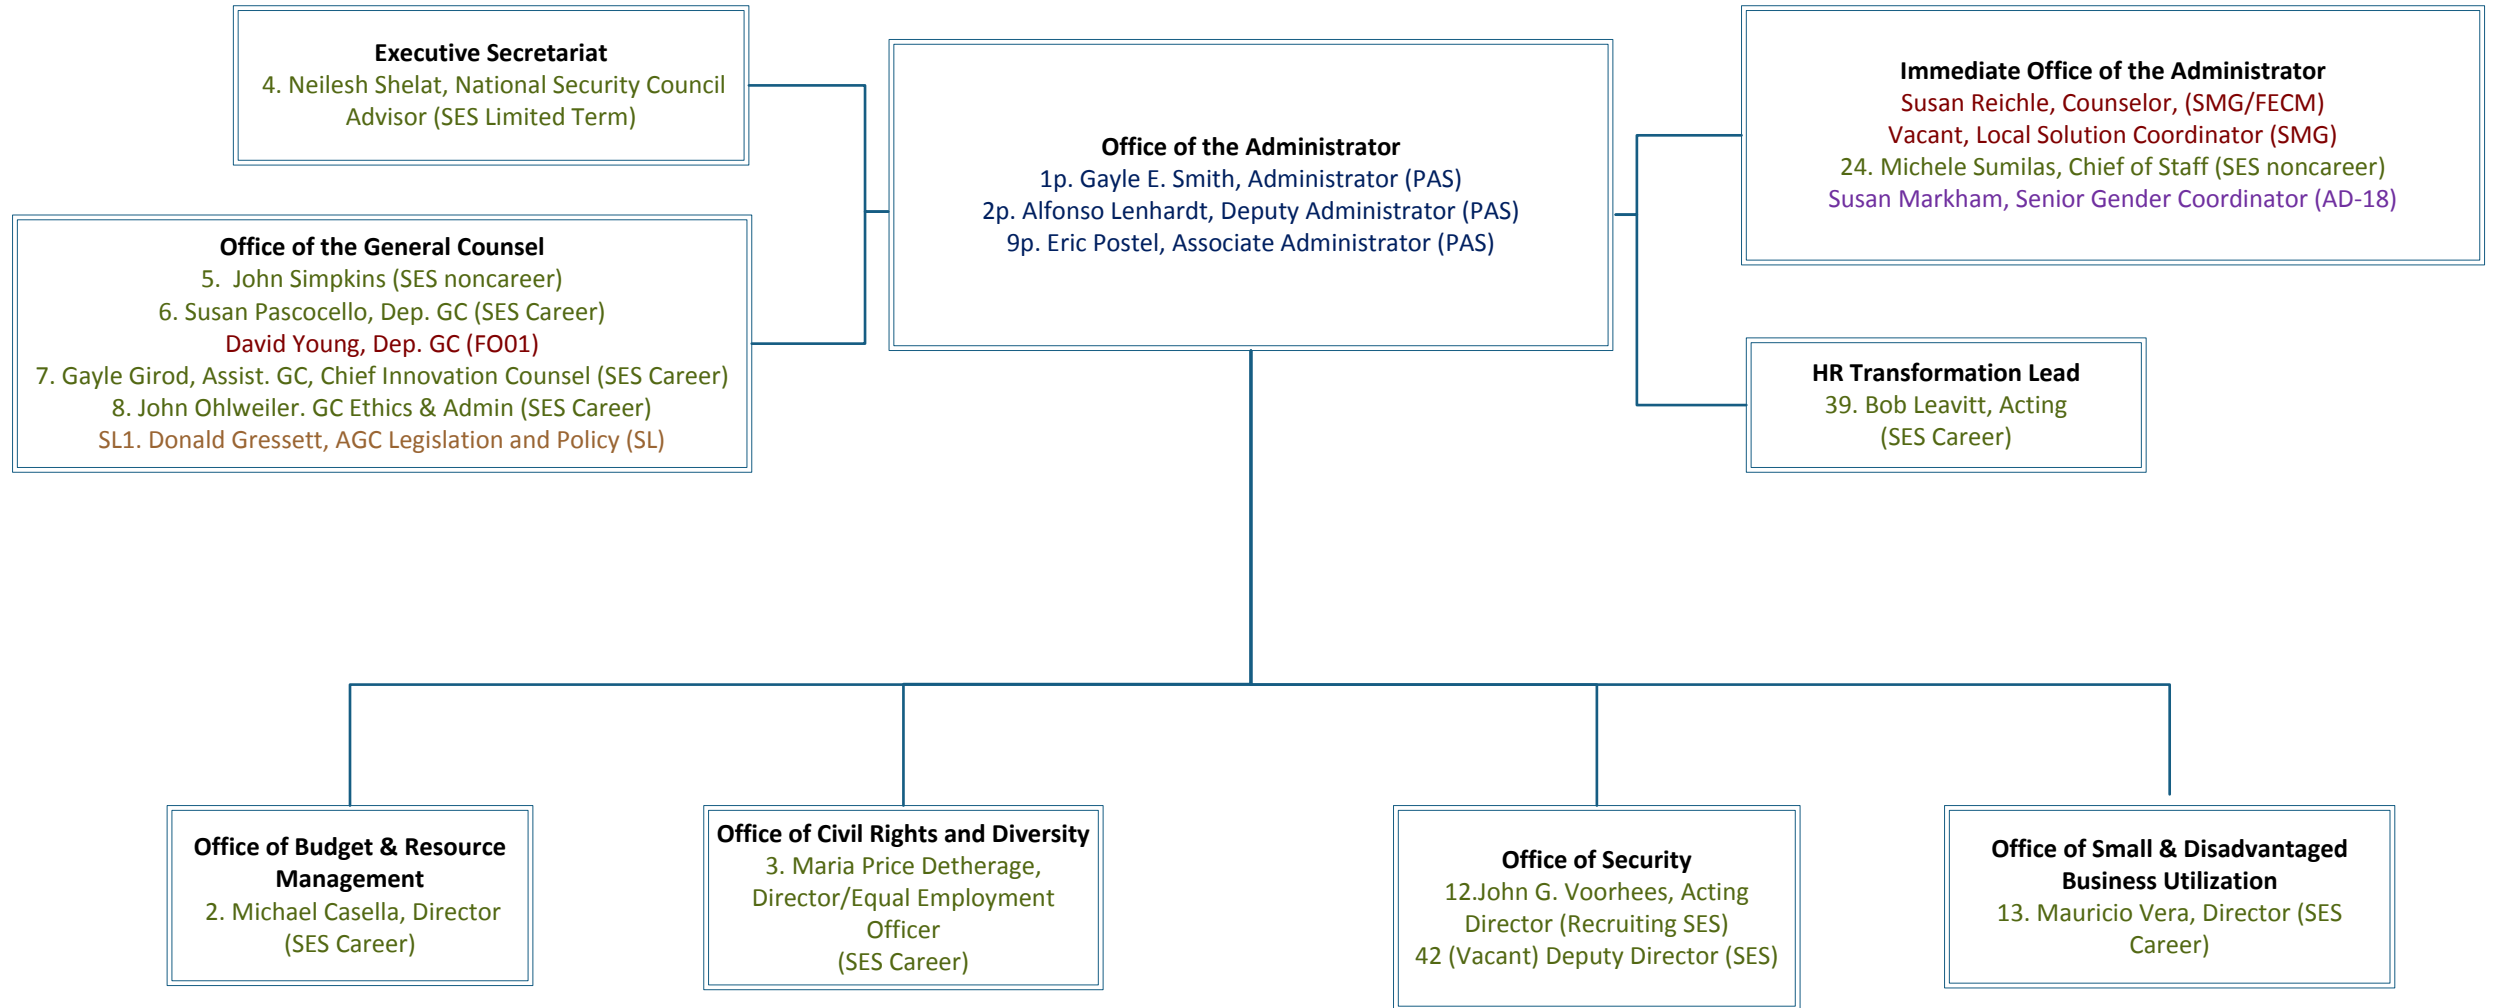 Executive Secretariat
4. Neilesh Shelat, National Security Council
Advisor (SES Limited Term)
Office of the General Counsel
5.  John Simpkins (SES noncareer)
6. Susan Pascocello, Dep. GC (SES Career)
David Young, Dep. GC (FO01)
7. Gayle Girod, Assist. GC, Chief Innovation Counsel (SES Career)
8. John Ohlweiler. GC Ethics & Admin (SES Career)
SL1. Donald Gressett, AGC Legislation and Policy (SL)
Office of the Administrator
1p. Gayle E. Smith, Administrator (PAS)
2p. Alfonso Lenhardt, Deputy Administrator (PAS)
9p. Eric Postel, Associate Administrator (PAS)
Immediate Office of the Administrator
Susan Reichle, Counselor, (SMG/FECM)
Vacant, Local Solution Coordinator (SMG)
24. Michele Sumilas, Chief of Staff (SES noncareer)
Susan Markham, Senior Gender Coordinator (AD-18)
HR Transformation Lead
39. Bob Leavitt, Acting
(SES Career)
Office of Budget & Resource
Management
2. Michael Casella, Director
(SES Career)
Office of Civil Rights and Diversity
3. Maria Price Detherage,
Director/Equal Employment
Officer
(SES Career)
Office of Security
12.John G. Voorhees, Acting
Director (Recruiting SES)
42 (Vacant) Deputy Director (SES)
Office of Small & Disadvantaged
Business Utilization
13. Mauricio Vera, Director (SES
Career)